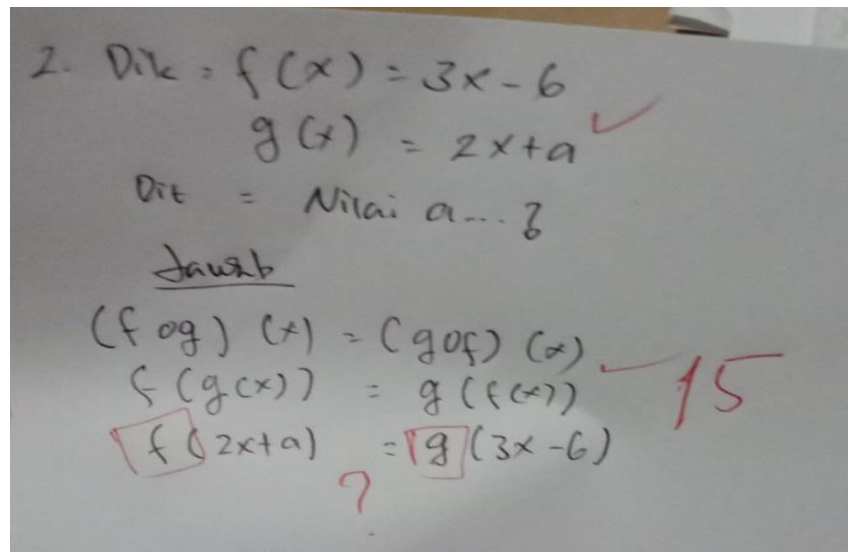 2. Dik = f(x) = 3x - 6
g(x) = 2x + a
Dit = Nilai a... ?
Jawab
(f o g) (x) = (g o f) (x)
f(g(x)) = g(f(x))
15
f(2x+a) = g(3x-6)
?